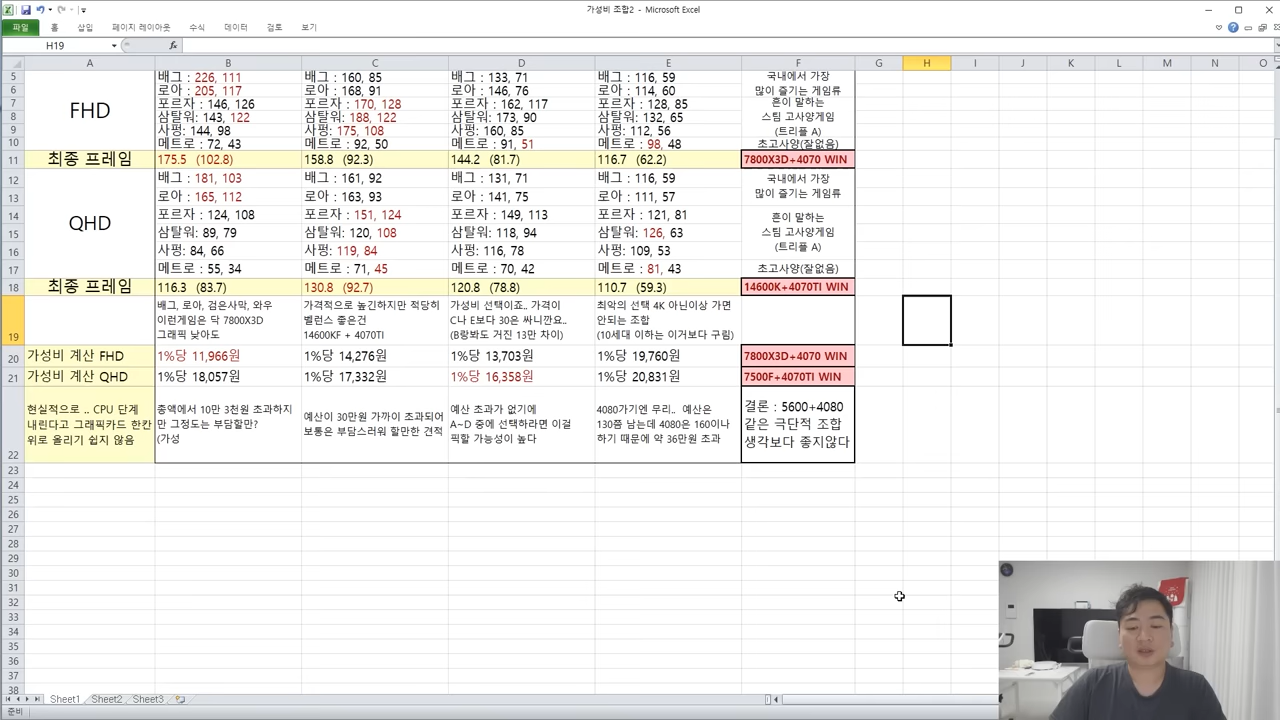 가성비 조합2 - Microsoft Excel
파일 홈 삽입 페이지 레이아웃 수식 데이터 검토 보기
H19 fx
A B C D E F G H I J K L M N O
5 배그 : 226, 111 배그 : 160, 85 배그 : 133, 71 배그 : 116, 59 국내에서 가장
6 로아 : 205, 117 로아 : 168, 91 로아 : 146, 76 로아 : 114, 60 많이 즐기는 게임류
7 FHD 포르자 : 146, 126 포르자 : 170, 128 포르자 : 162, 117 포르자 : 128, 85 흔이 말하는
8 삼탈워: 143, 122 삼탈워 : 188, 122 삼탈워 : 173, 90 삼탈워 : 132, 65 스팀 고사양게임
9 사펑: 144, 98 사펑: 175, 108 사펑: 160, 85 사펑: 112, 56 (트리플 A)
10 메트로 : 72, 43 메트로 : 92, 50 메트로 : 91, 51 메트로 : 98, 48 초고사양(잘없음)
11 최종 프레임 175.5 (102.8) 158.8 (92.3) 144.2 (81.7) 116.7 (62.2) 7800X3D+4070 WIN
12 배그 : 181, 103 배그 : 161, 92 배그 : 131, 71 배그 : 116, 59 국내에서 가장
13 로아 : 165, 112 로아 : 163, 93 로아 : 141, 75 로아 : 111, 57 많이 즐기는 게임류
14 QHD 포르자 : 124, 108 포르자 : 151, 124 포르자 : 149, 113 포르자 : 121, 81 흔이 말하는
15 삼탈워: 89, 79 삼탈워: 120, 108 삼탈워 : 118, 94 삼탈워: 126, 63 스팀 고사양게임
16 사펑: 84, 66 사펑: 119, 84 사펑: 116, 78 사펑: 109, 53 (트리플 A)
17 메트로 : 55, 34 메트로 : 71, 45 메트로 : 70, 42 메트로 : 81, 43 초고사양(잘없음)
18 최종 프레임 116.3 (83.7) 130.8 (92.7) 120.8 (78.8) 110.7 (59.3) 14600K+4070TI WIN
배그, 로아, 검은사막, 와우 가격적으로 높긴하지만 적당히 가성비 선택이죠.. 가격이 최악의 선택 4K 아닌이상 가면
이런게임은 닥 7800X3D 벨런스 좋은건 C나 E보다 30은 싸니깐요.. 안되는 조합
19 그래픽 낮아도 14600KF + 4070TI (B랑봐도 거진 13만 차이) (10세대 이하는 이거보다 구림)
20 가성비 계산 FHD 1%당 11,966원 1%당 14,276원 1%당 13,703원 1%당 19,760원 7800X3D+4070 WIN
21 가성비 계산 QHD 1%당 18,057원 1%당 17,332원 1%당 16,358원 1%당 20,831원 7500F+4070TI WIN
현실적으로 .. CPU 단계 총액에서 10만 3천원 초과하지 예산이 30만원 가까이 초과되어 예산 초과가 없기에 4080가기엔 무리.. 예산은 결론 : 5600+4080
내린다고 그래픽카드 한칸 만 그정도는 부담할만? 보통은 부담스러워 할만한 견적 A~D 중에 선택하라면 이걸 130쯤 남는데 4080은 160이나 같은 극단적 조합
22 위로 올리기 쉽지 않음 (가성 픽할 가능성이 높다 하기 때문에 약 36만원 초과 생각보다 좋지않다
23
24
25
26
27
28
29
30
31
32
33
34
35
36
37
38
Sheet1 Sheet2 Sheet3
준비